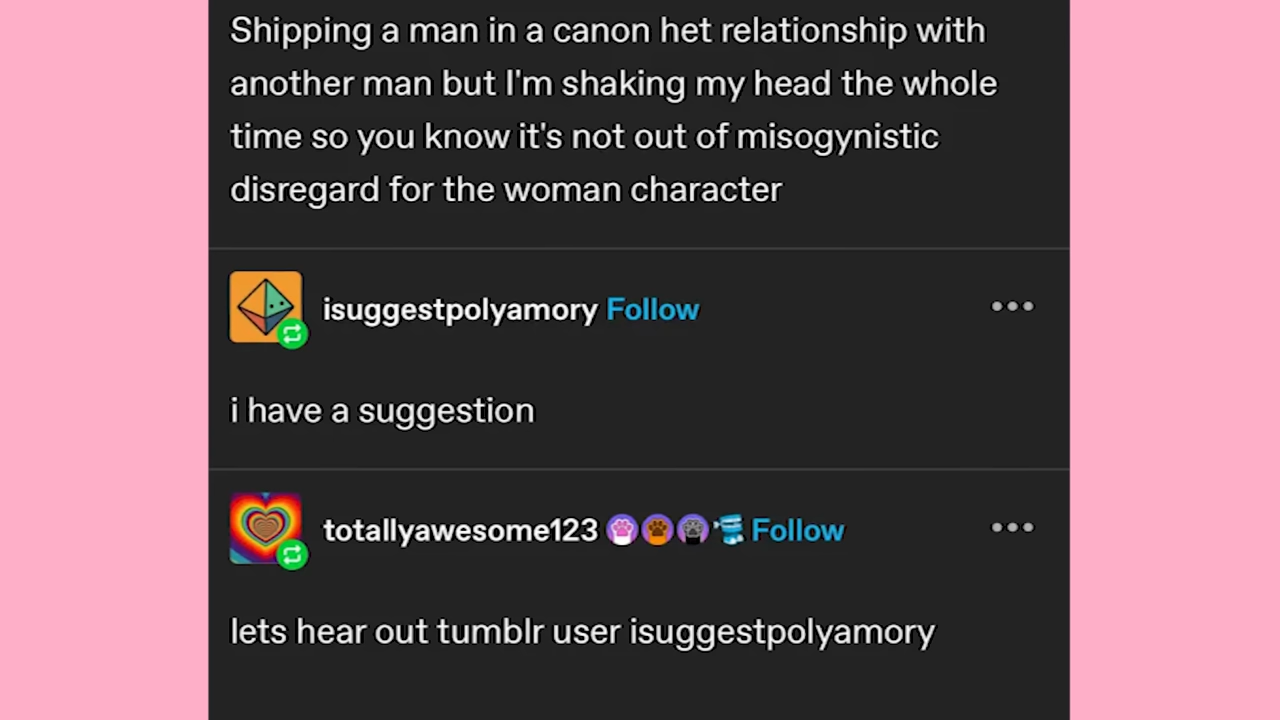 Shipping a man in a canon het relationship with
another man but I'm shaking my head the whole
time so you know it's not out of misogynistic
disregard for the woman character
isuggestpolyamory Follow
i have a suggestion
totallyawesome123 Follow
lets hear out tumblr user isuggestpolyamory